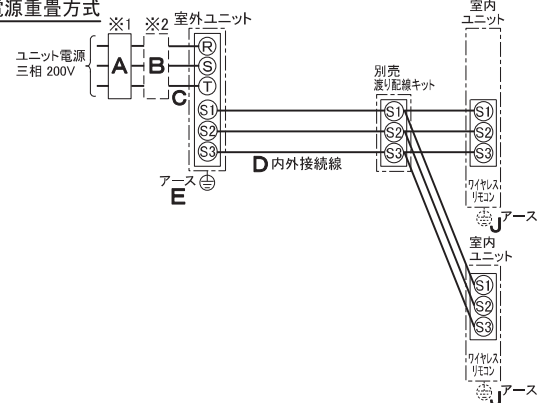 電源重畳方式
※1 ※2 室外ユニット
室内
ユニット
ユニット電源
三相 200V
A
B
C
R
S
T
S1
S2
S3
別売
渡り配線キット
S1
S2
S3
S1
S2
S3
D 内外接続線
アース
E
ワイヤレス
リモコン
アース
J
室内
ユニット
S1
S2
S3
ワイヤレス
リモコン
アース
J